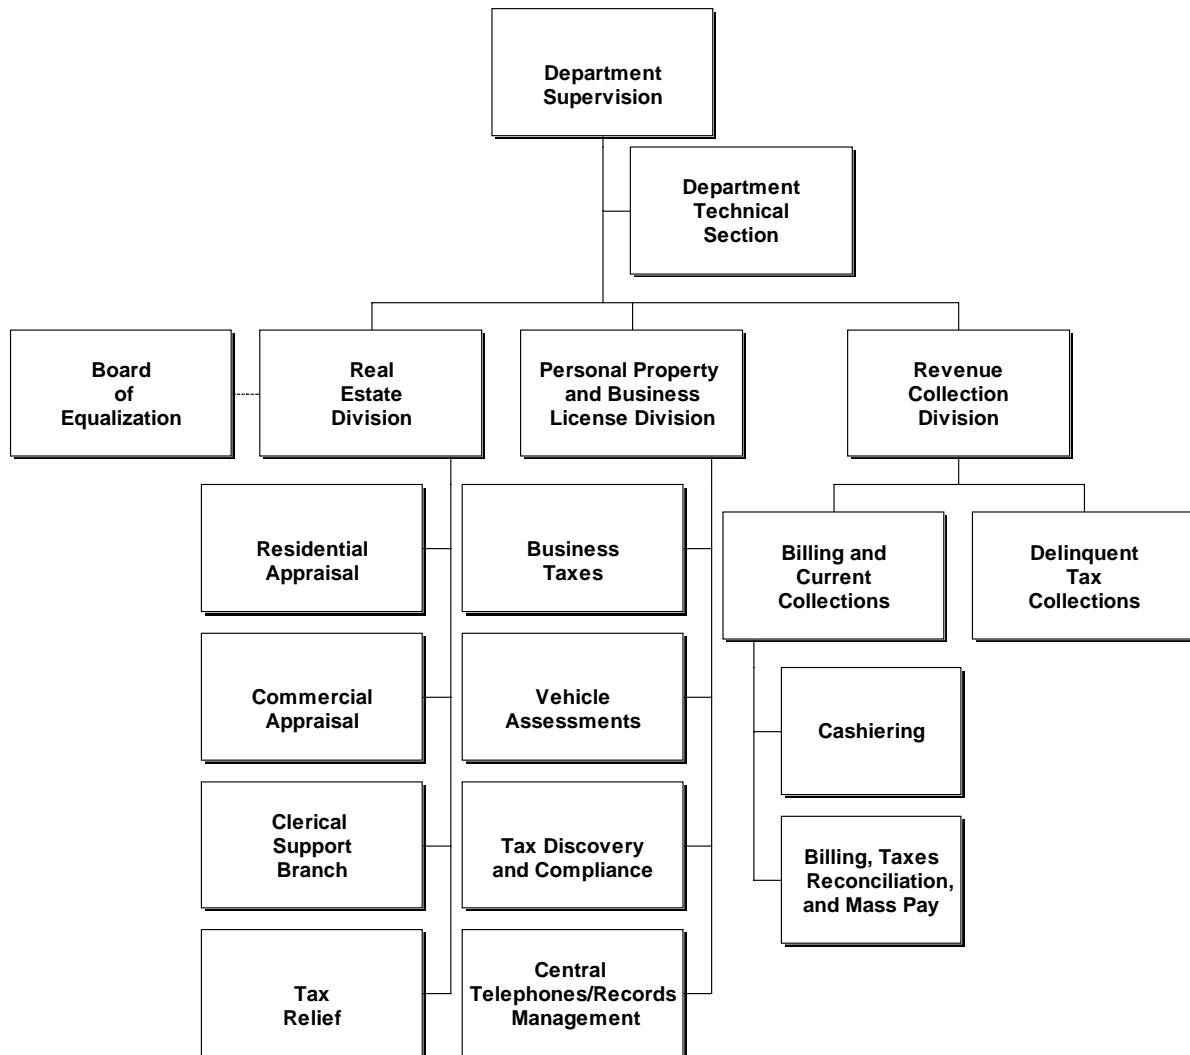 Department
Supervision
Department
Technical
Section
Board
of
Equalization
Real
Estate
Division
Personal Property
and Business
License Division
Revenue
Collection
Division
Residential
Appraisal
Business
Taxes
Billing and
Current
Collections
Delinquent
Tax
Collections
Commercial
Appraisal
Vehicle
Assessments
Cashiering
Clerical
Support
Branch
Tax Discovery
and Compliance
Billing, Taxes
Reconciliation,
and Mass Pay
Tax
Relief
Central
Telephones/Records
Management